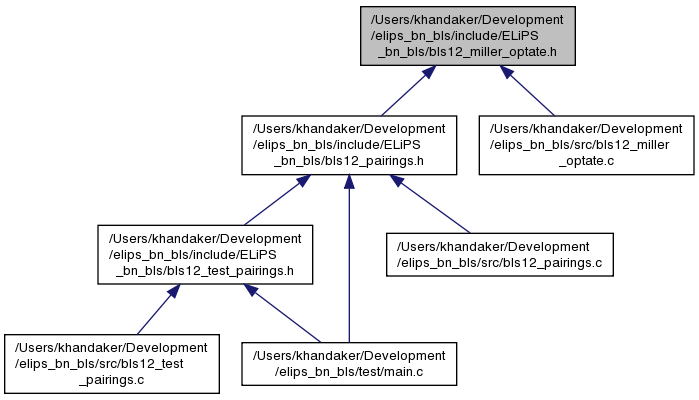 /Users/khandaker/Development
/elips_bn_bls/include/ELiPS
_bn_bls/bls12_miller_optate.h
/Users/khandaker/Development
/elips_bn_bls/include/ELiPS
_bn_bls/bls12_pairings.h
/Users/khandaker/Development
/elips_bn_bls/src/bls12_miller
_optate.c
/Users/khandaker/Development
/elips_bn_bls/include/ELiPS
_bn_bls/bls12_test_pairings.h
/Users/khandaker/Development
/elips_bn_bls/src/bls12_pairings.c
/Users/khandaker/Development
/elips_bn_bls/src/bls12_test
_pairings.c
/Users/khandaker/Development
/elips_bn_bls/test/main.c